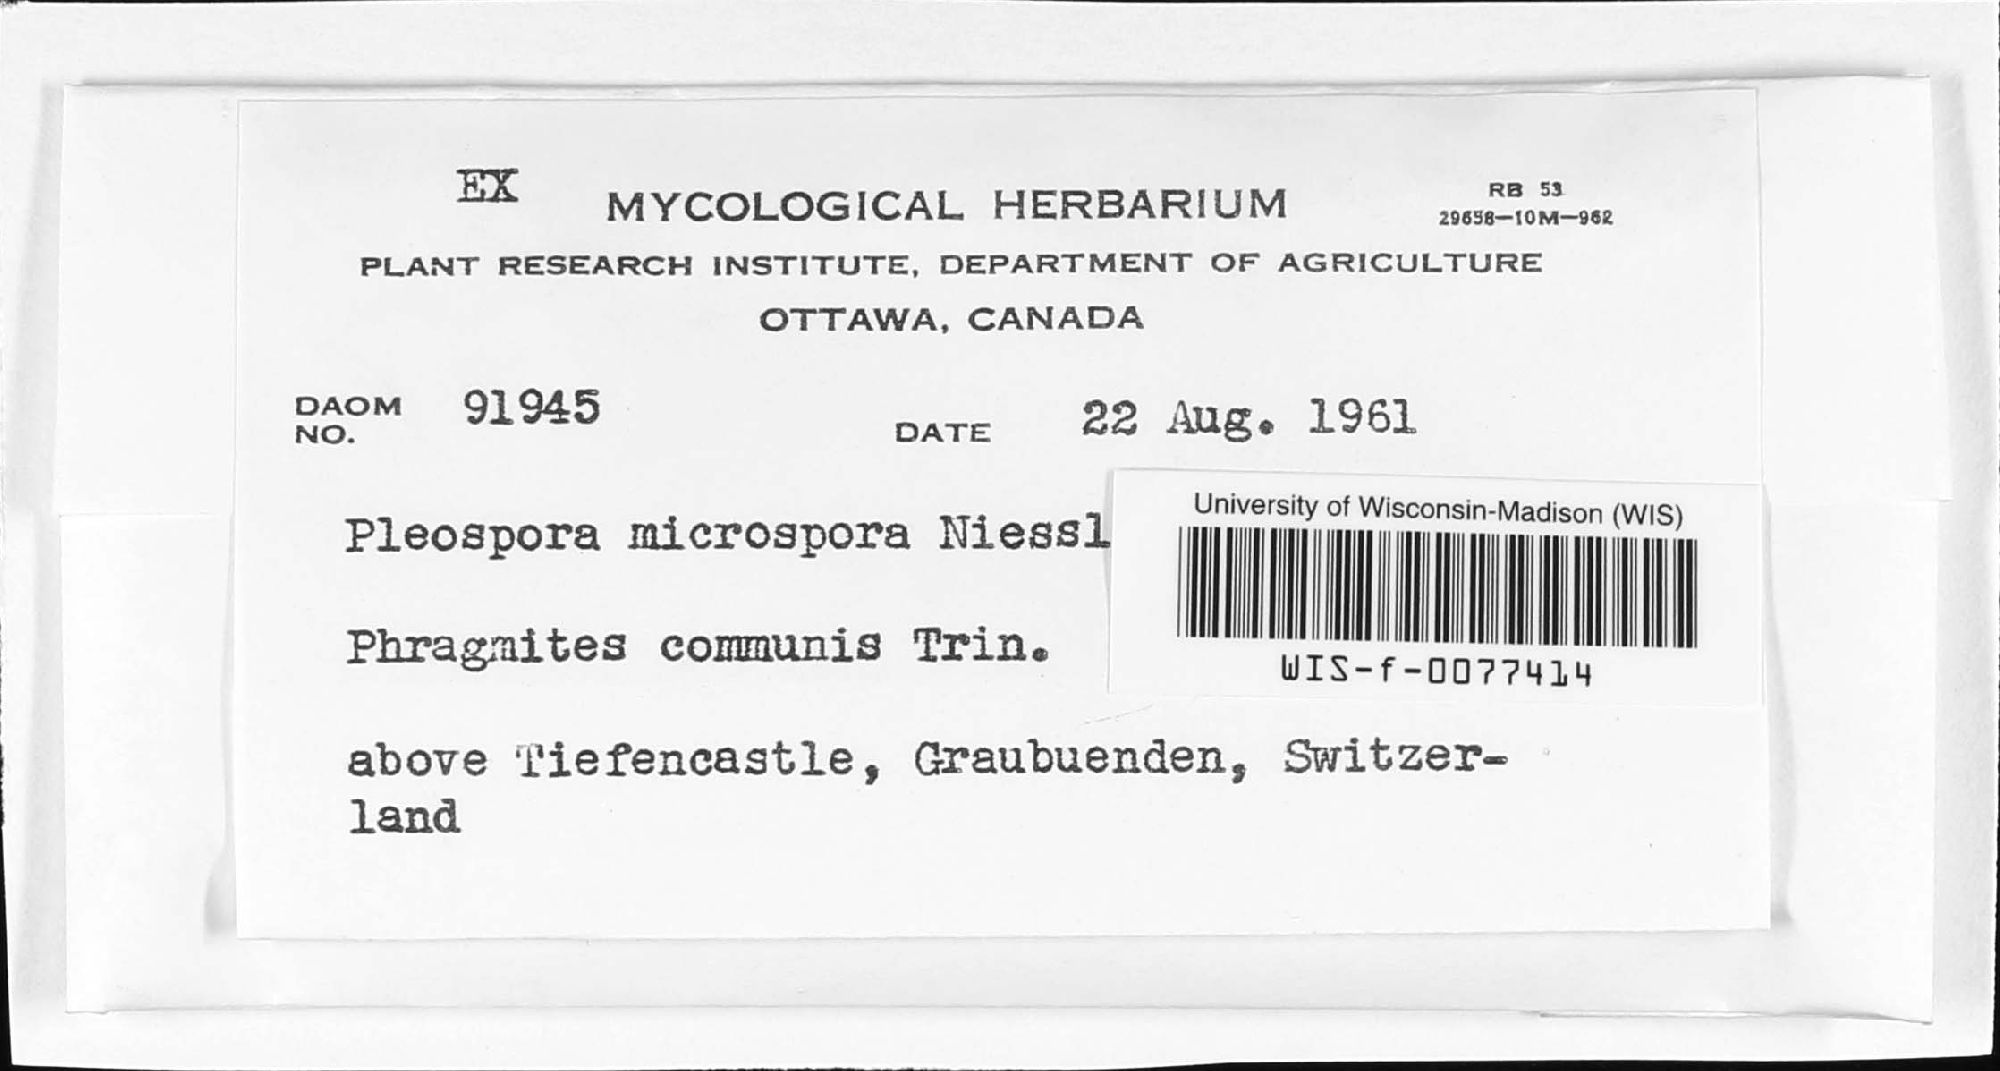 EX
MYCOLOGICAL HERBARIUM
RB 53
29658-10M-962
PLANT RESEARCH INSTITUTE, DEPARTMENT OF AGRICULTURE
OTTAWA, CANADA
DAOM NO. 91945
DATE 22 Aug. 1961
Pleospora microspora Niessl
University of Wisconsin-Madison (WIS)
WIS-f-0077414
Phragmites communis Trin.
above Tiefencastle, Graubuenden, Switzer-
land